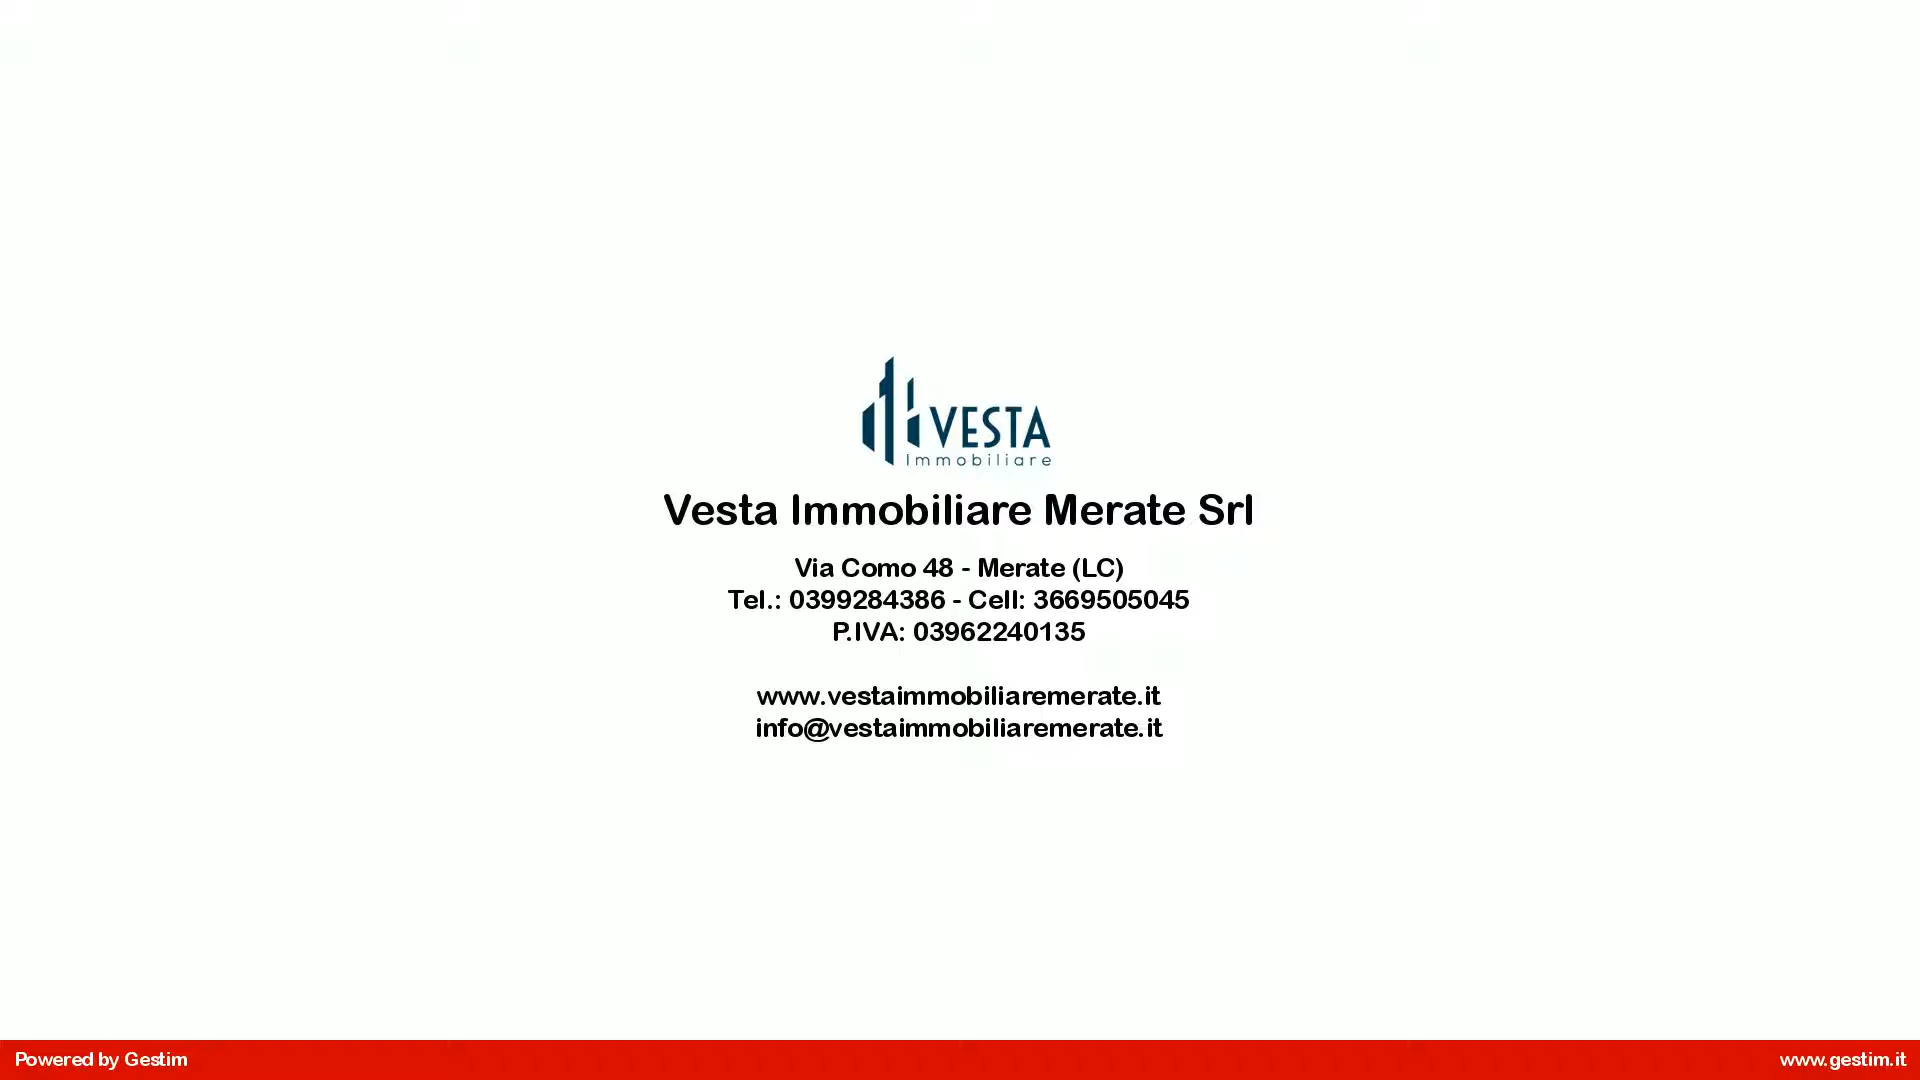 VESTA
Immobiliare
Vesta Immobiliare Merate Srl
Via Como 48 - Merate (LC)
Tel.: 0399284386 - Cell: 3669505045
P.IVA: 03962240135
www.vestaimmobiliaremerate.it
info@vestaimmobiliaremerate.it
Powered by Gestim
www.gestim.it